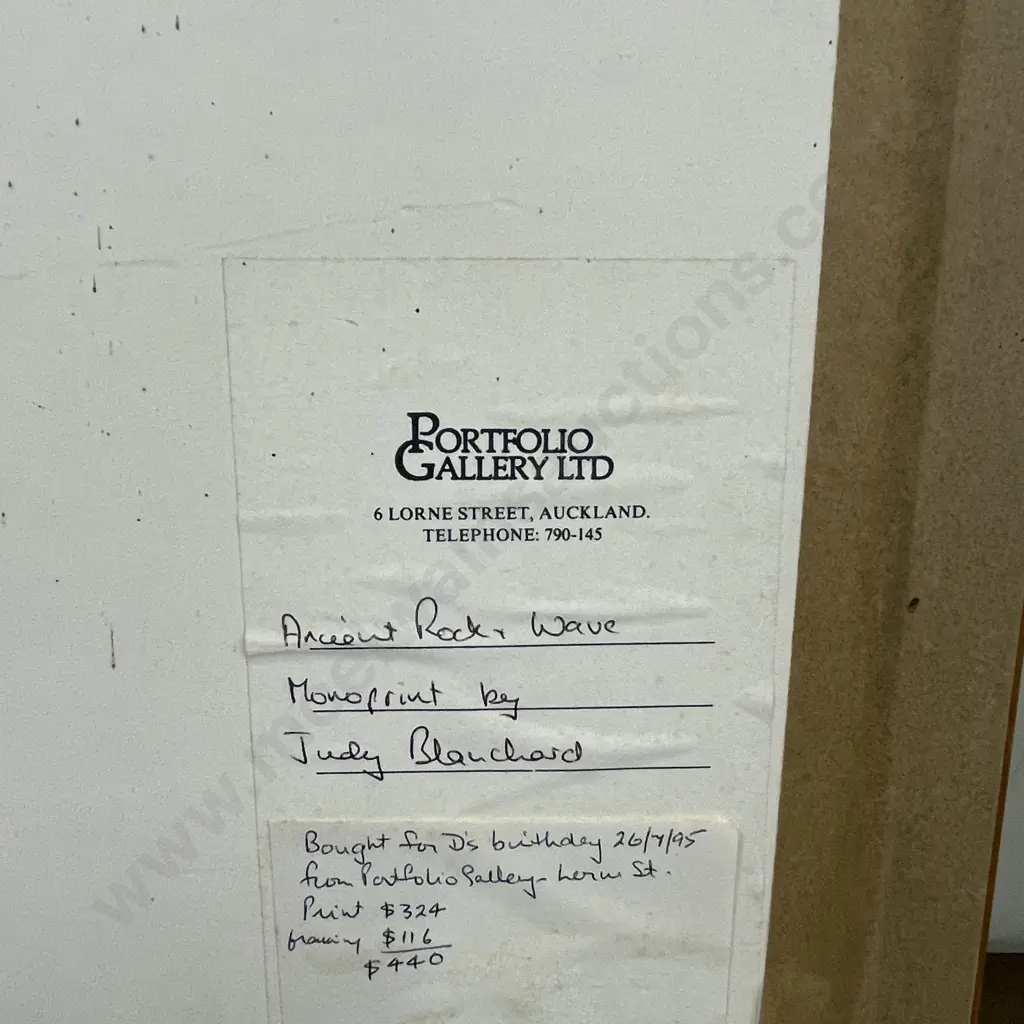 PORTFOLIO
GALLERY LTD
6 LORNE STREET, AUCKLAND.
TELEPHONE: 790-145
Ancient Rock + Wave
Monoprint by
Judy Blanchard
Bought for D's birthday 26/7/95
from Portfolio Gallery - Lorne St.
Print $324
framing $116
$440